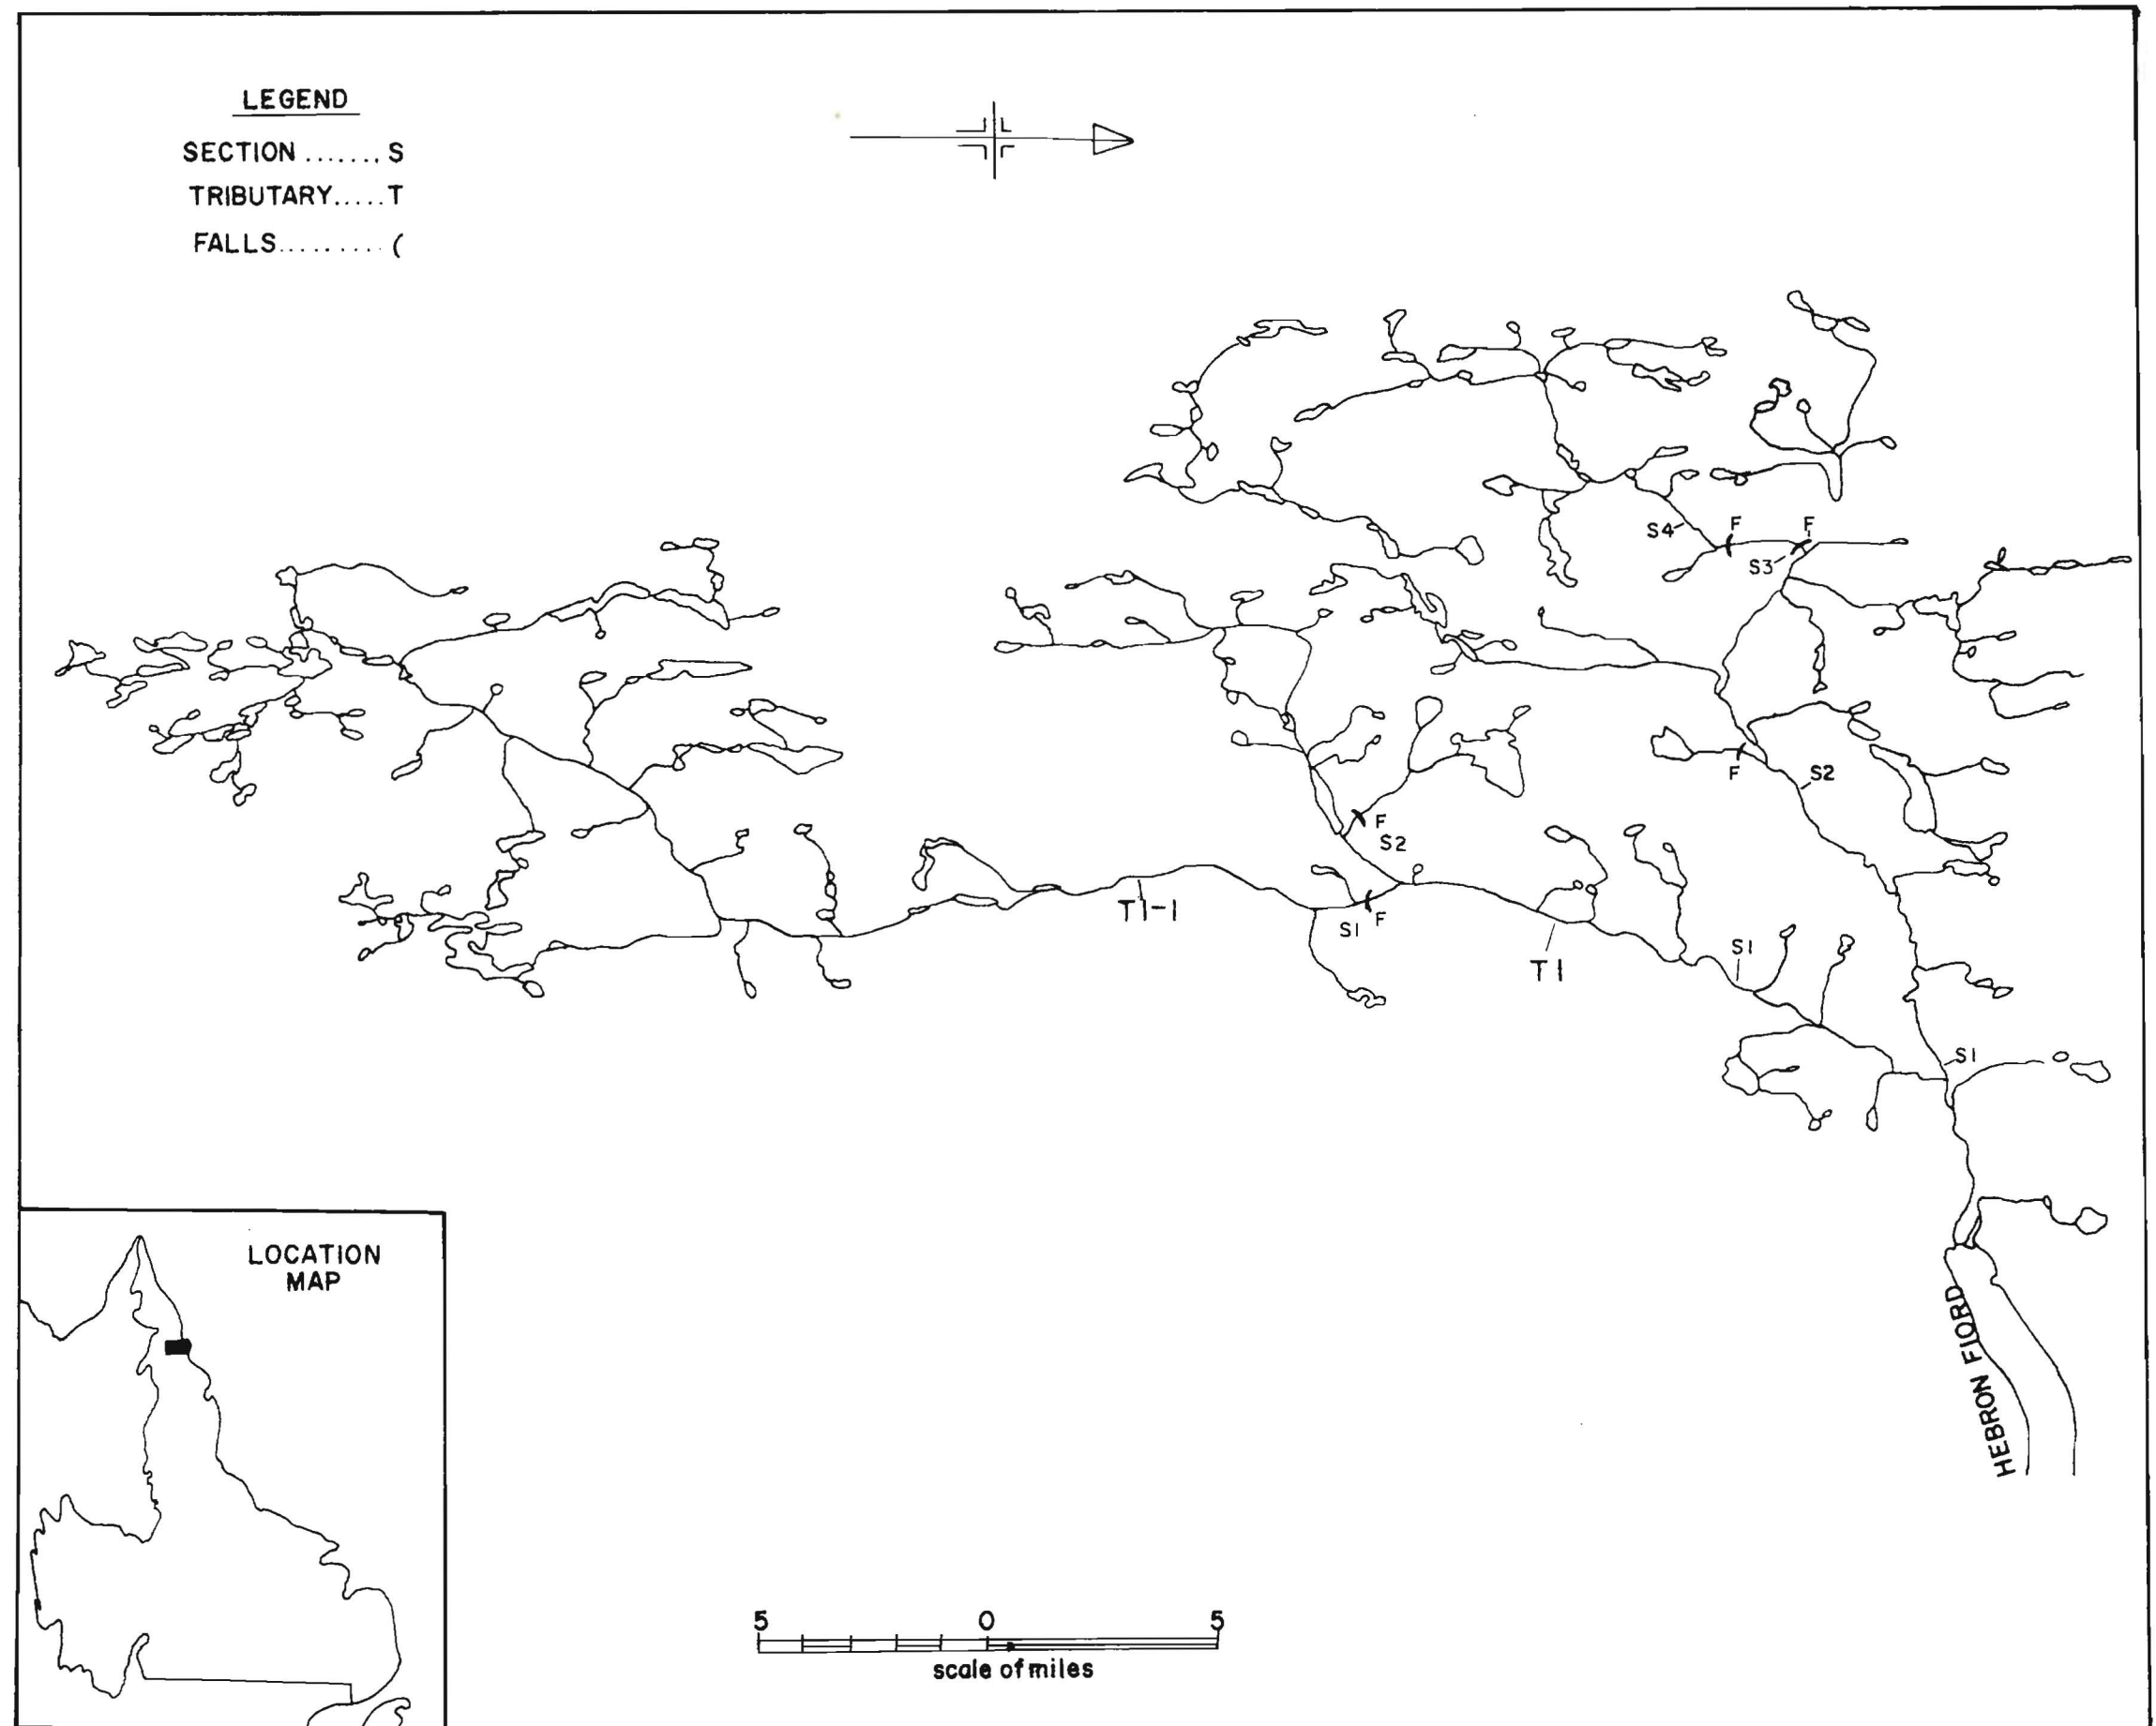 LEGEND
SECTION ....... S
TRIBUTARY..... T
FALLS......... (
S4
F
F
S3
F
S2
F
S2
T1-1
S1
F
T1
S1
S1
HEBRON FIORD
LOCATION
MAP
5 0 5
scale of miles